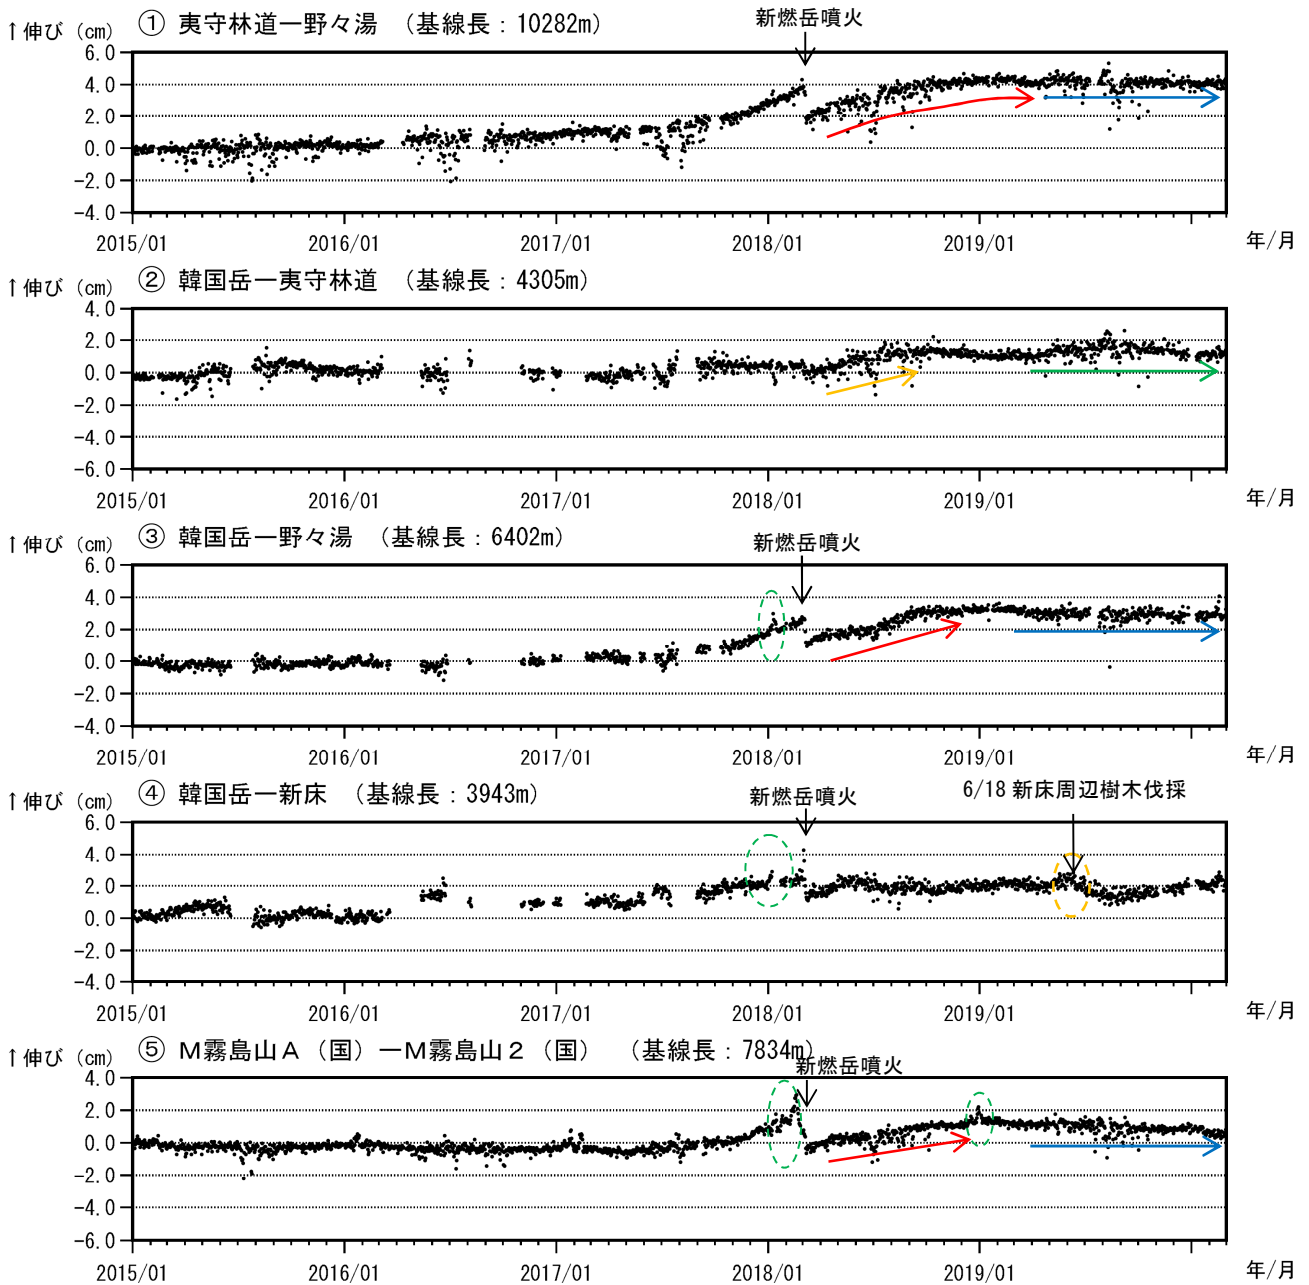 ↑伸び（cm） ① 夷守林道ー野々湯　（基線長：10282m）
新燃岳噴火
6.0
4.0
2.0
0.0
−2.0
−4.0
2015/01 2016/01 2017/01 2018/01 2019/01 年/月
↑伸び（cm） ② 韓国岳ー夷守林道　（基線長：4305m）
4.0
2.0
0.0
−2.0
−4.0
−6.0
2015/01 2016/01 2017/01 2018/01 2019/01 年/月
↑伸び（cm） ③ 韓国岳ー野々湯　（基線長：6402m）
新燃岳噴火
6.0
4.0
2.0
0.0
−2.0
−4.0
2015/01 2016/01 2017/01 2018/01 2019/01 年/月
↑伸び（cm） ④ 韓国岳ー新床　（基線長：3943m）
新燃岳噴火
6/18 新床周辺樹木伐採
6.0
4.0
2.0
0.0
−2.0
−4.0
2015/01 2016/01 2017/01 2018/01 2019/01 年/月
↑伸び（cm） ⑤ Ｍ霧島山Ａ（国）ーＭ霧島山２（国）　（基線長：7834m）
新燃岳噴火
4.0
2.0
0.0
−2.0
−4.0
−6.0
2015/01 2016/01 2017/01 2018/01 2019/01 年/月